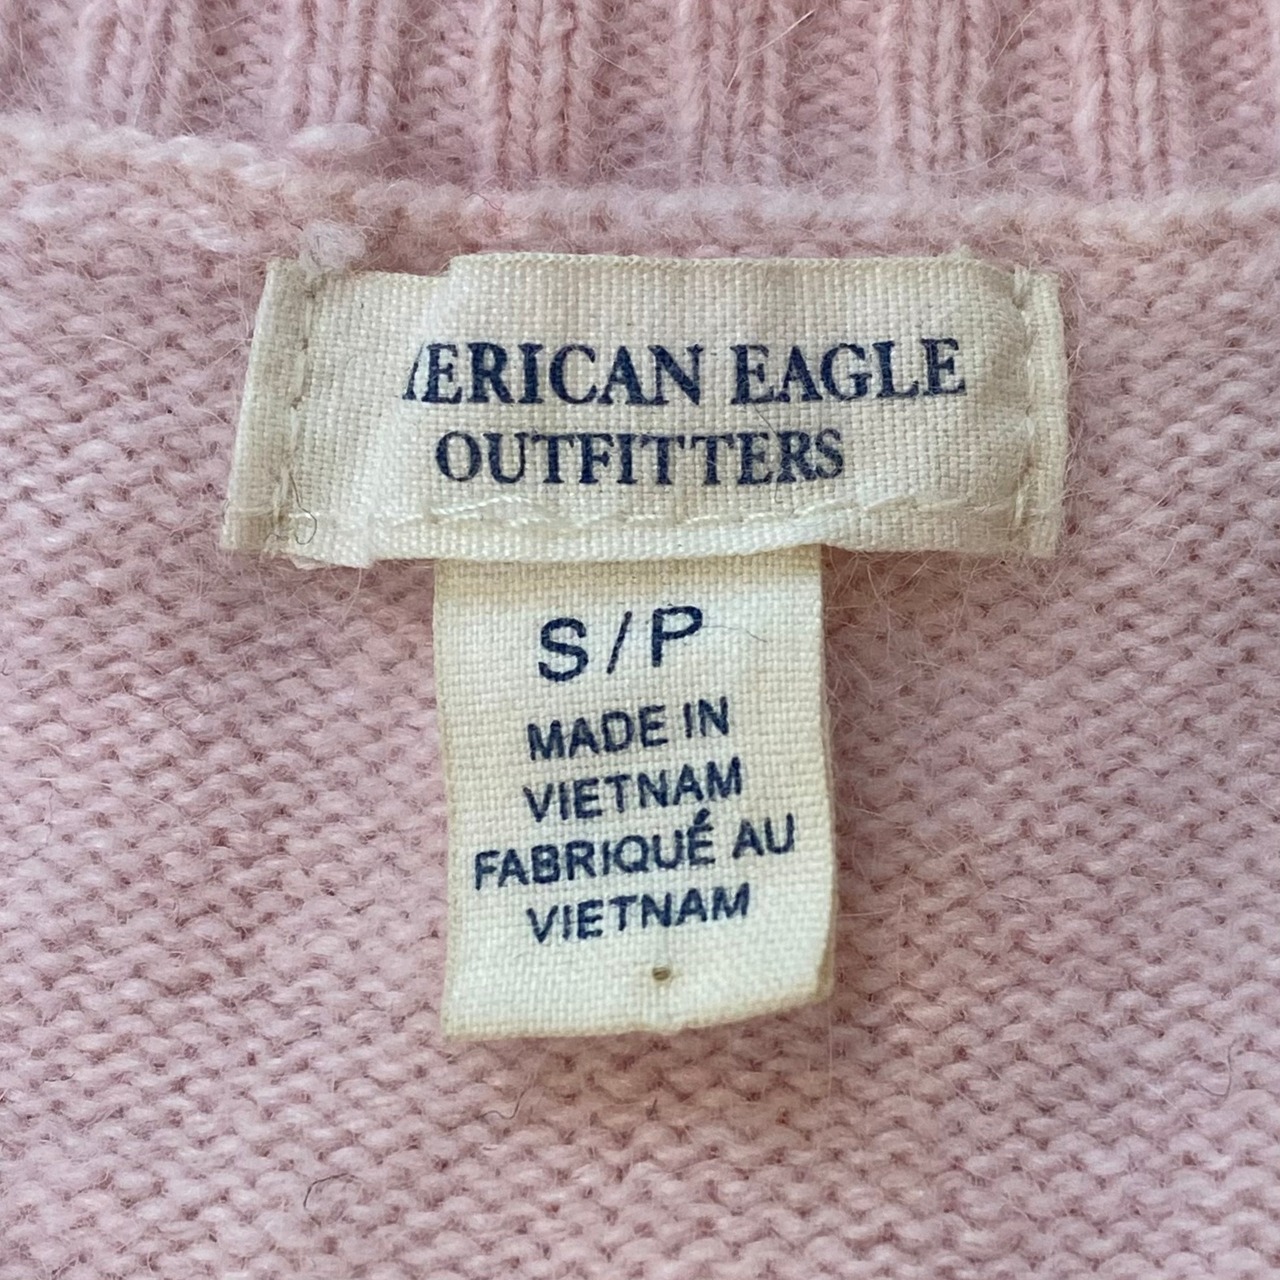 MERICAN EAGLE
OUTFITTERS
S/P
MADE IN
VIETNAM
FABRIQUÉ AU
VIETNAM